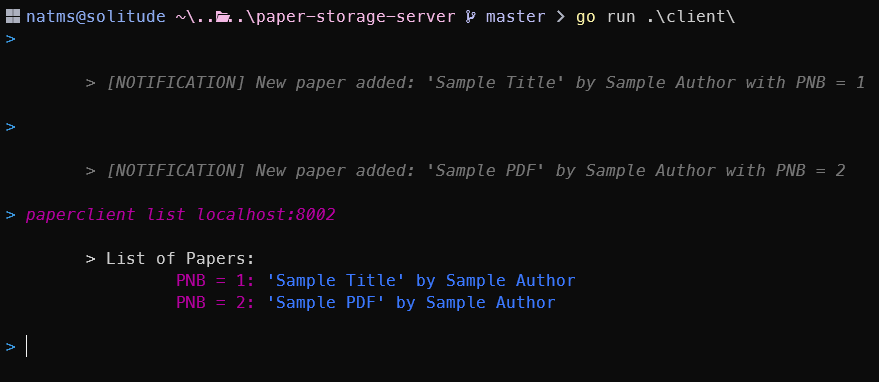 natms@solitude ~\..\..\paper-storage-server master > go run .\client\
>
> [NOTIFICATION] New paper added: 'Sample Title' by Sample Author with PNB = 1
>
> [NOTIFICATION] New paper added: 'Sample PDF' by Sample Author with PNB = 2
> paperclient list localhost:8002
> List of Papers:
PNB = 1: 'Sample Title' by Sample Author
PNB = 2: 'Sample PDF' by Sample Author
>